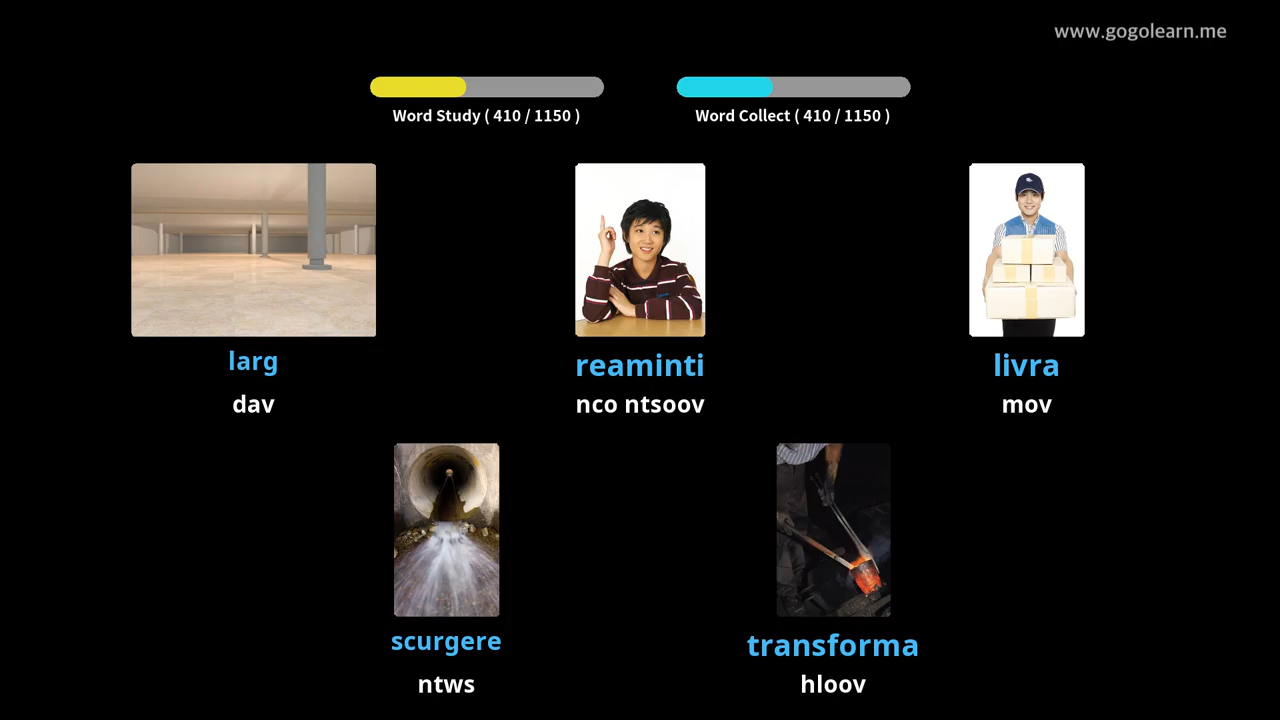 www.gogolearn.me
Word Study ( 410 / 1150 )
Word Collect ( 410 / 1150 )
larg
dav
reaminti
nco ntsoov
livra
mov
scurgere
ntws
transforma
hloov